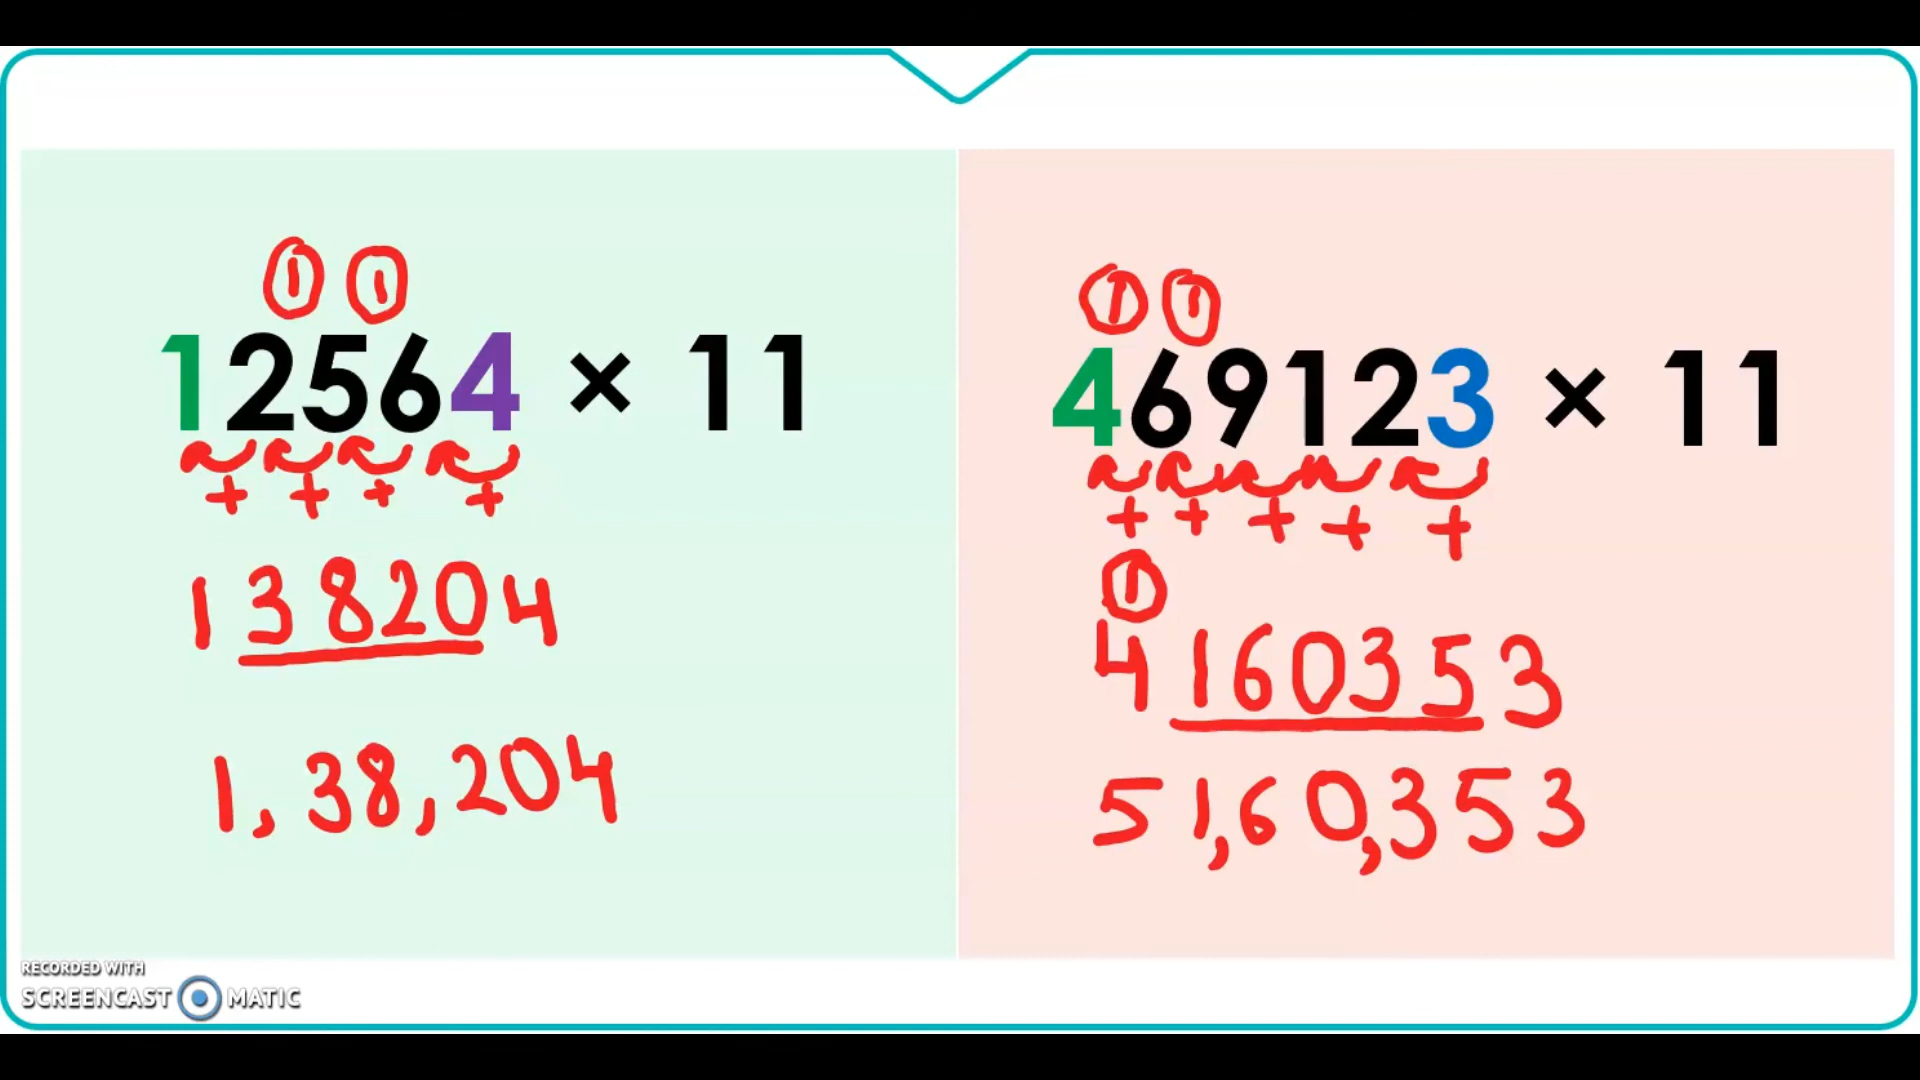 ① ①
12564 × 11
+ + + +
138204
1,38,204
① ①
469123 × 11
+ + + + +
①
4160353
51,60,353
RECORDED WITH
SCREENCAST MATIC